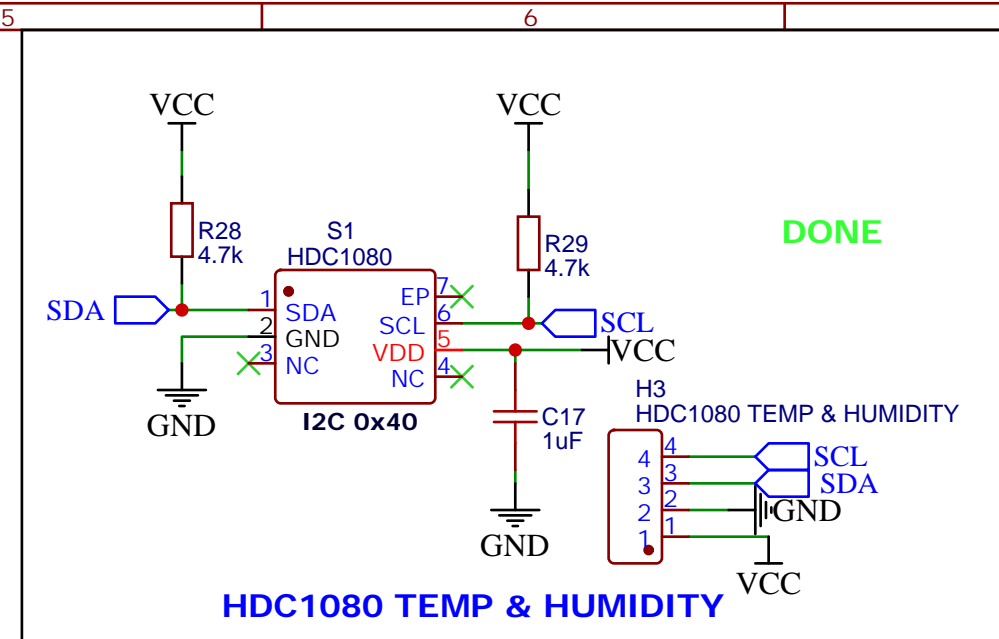 5
6
VCC
VCC
DONE
R28
4.7k
S1
HDC1080
R29
4.7k
SDA
1
SDA
EP
7
2
GND
SCL
6
SCL
3
NC
VDD
5
VCC
NC
4
I2C 0x40
GND
C17
1uF
GND
H3
HDC1080 TEMP & HUMIDITY
4
4
SCL
3
3
SDA
2
2
GND
1
1
VCC
HDC1080 TEMP & HUMIDITY